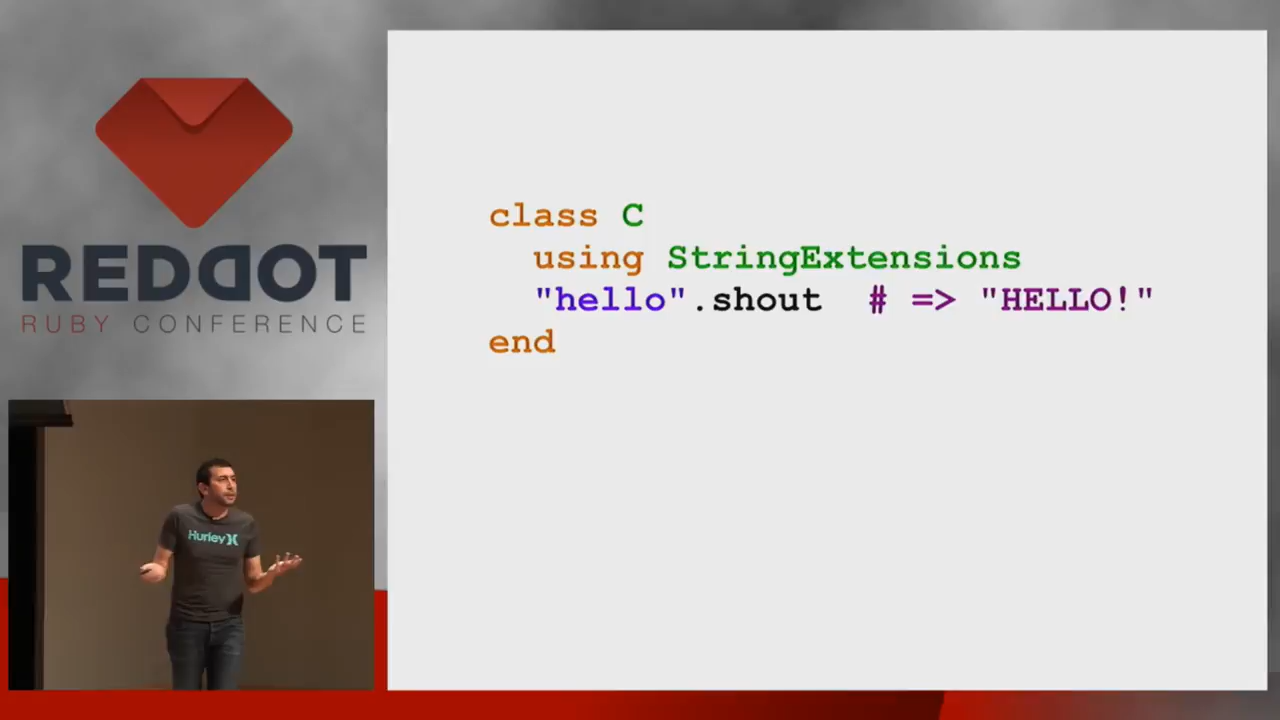 REDDOT
RUBY CONFERENCE
class C
  using StringExtensions
  "hello".shout  # => "HELLO!"
end
Hurley